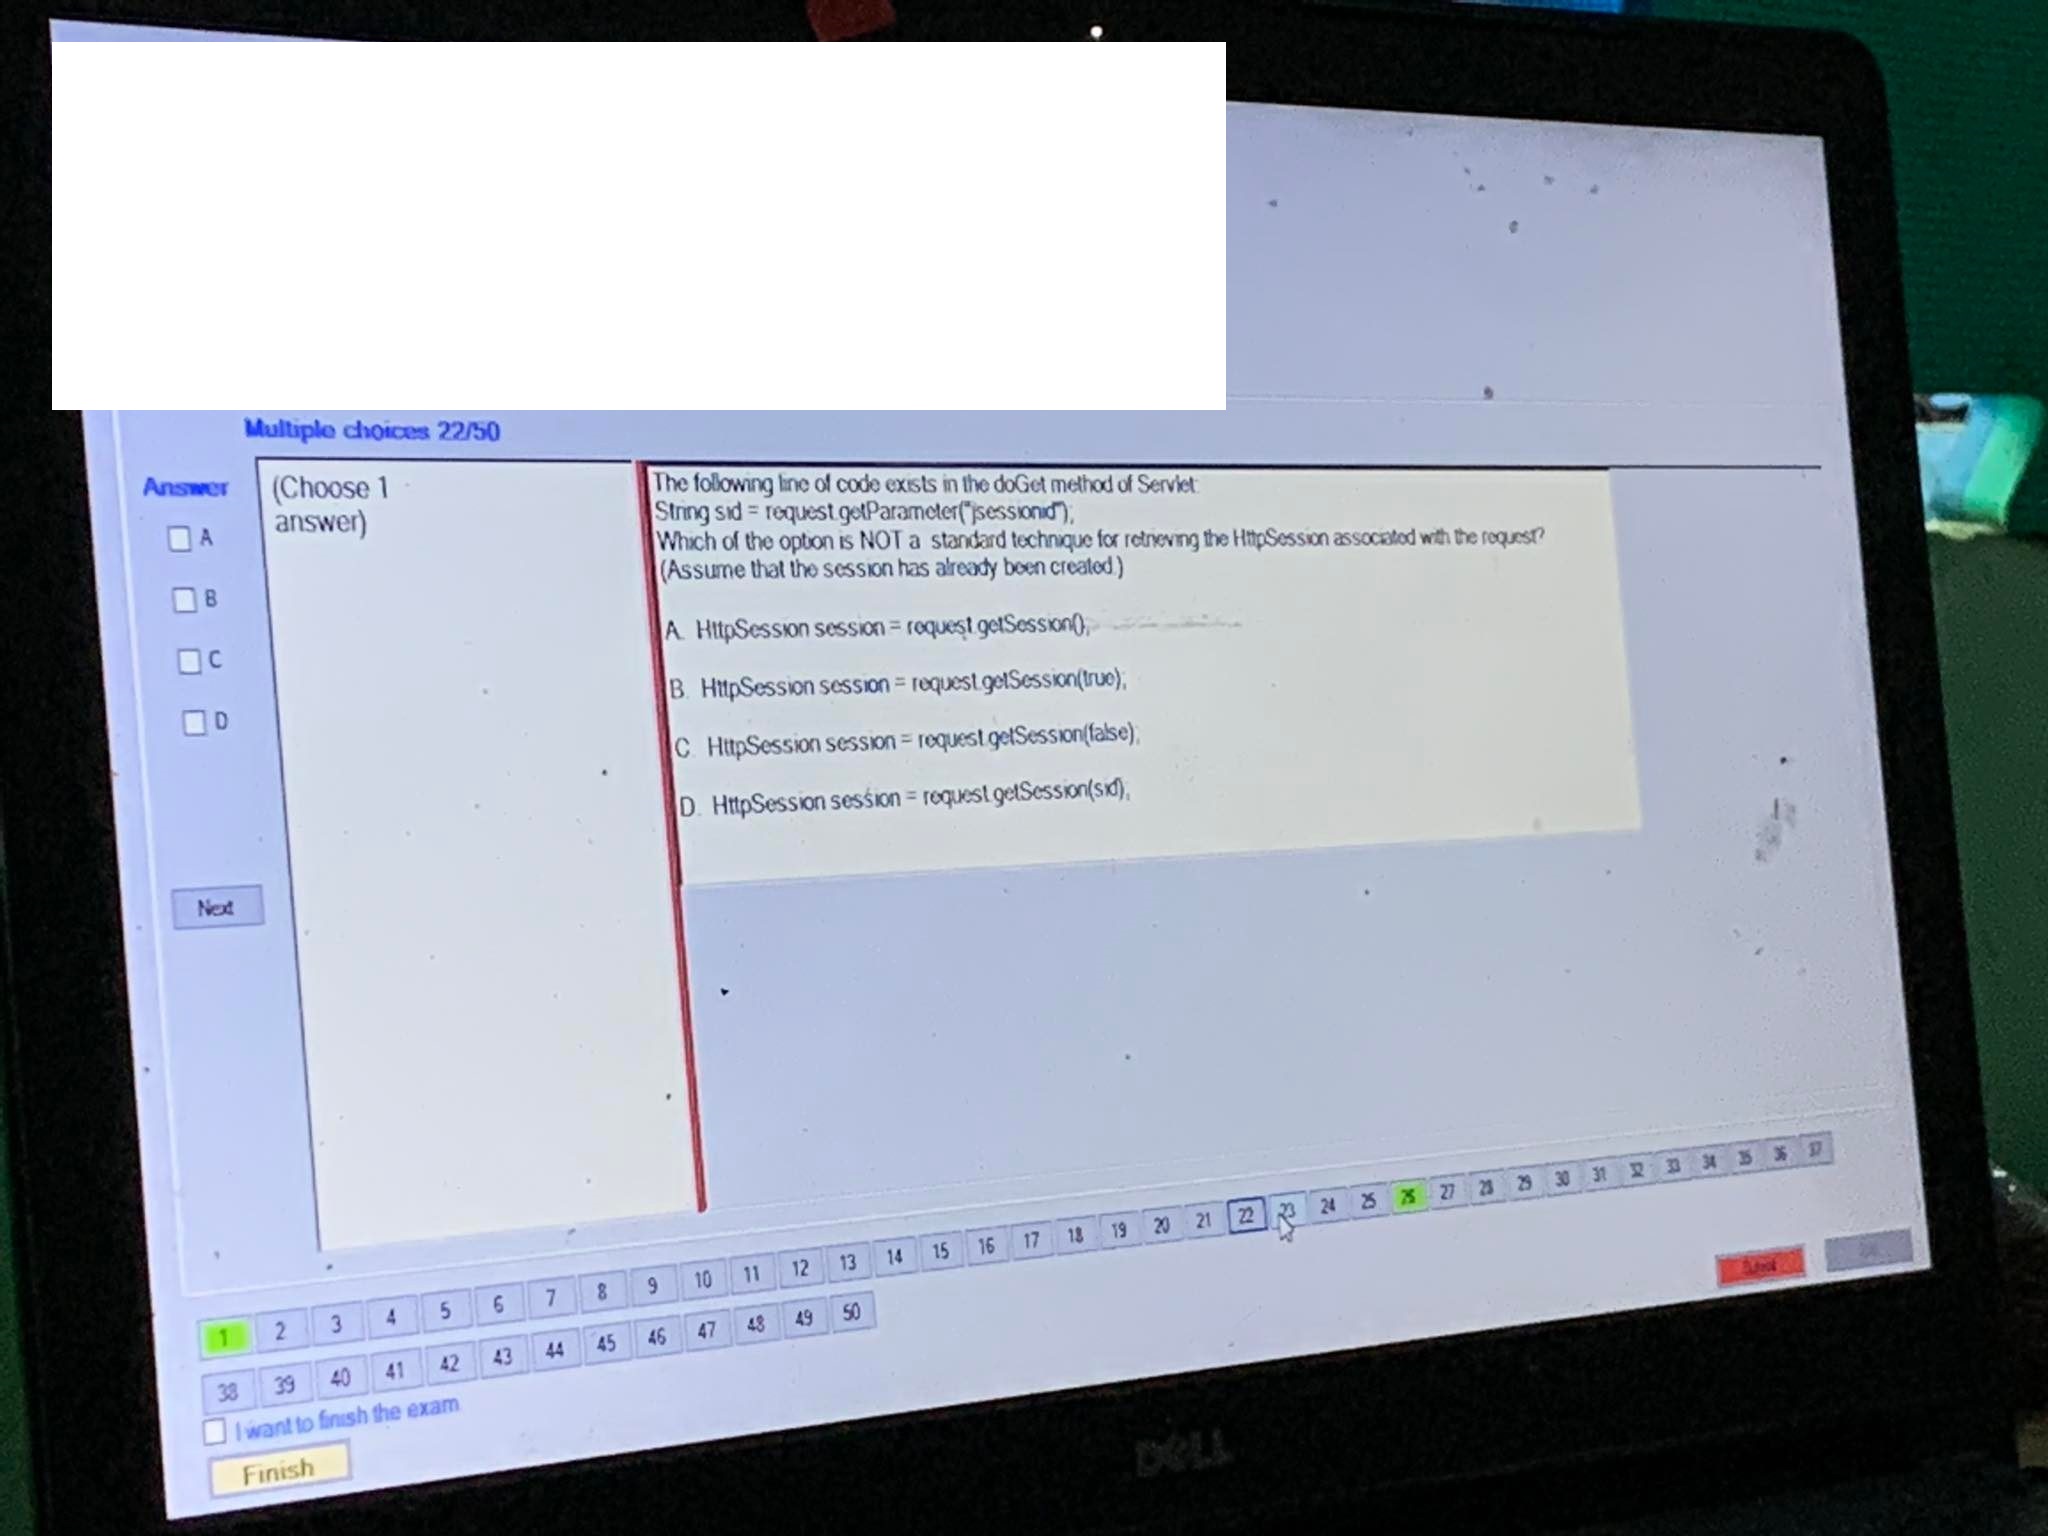 Multiple choices 22/50
Answer
(Choose 1
answer)
A
B
C
D
Next
The following line of code exists in the doGet method of Servlet:
String sid = request.getParameter("jsessionid");
Which of the option is NOT a standard technique for retrieving the HttpSession associated with the request?
(Assume that the session has already been created.)
A. HttpSession session = request.getSession();
B. HttpSession session = request.getSession(true);
C. HttpSession session = request.getSession(false);
D. HttpSession session = request.getSession(sid);
1 2 3 4 5 6 7 8 9 10 11 12 13 14 15 16 17 18 19 20 21 22 23 24 25 26 27 28 29 30 31 32 33 34 35 36 37
38 39 40 41 42 43 44 45 46 47 48 49 50
I want to finish the exam
Finish
DELL